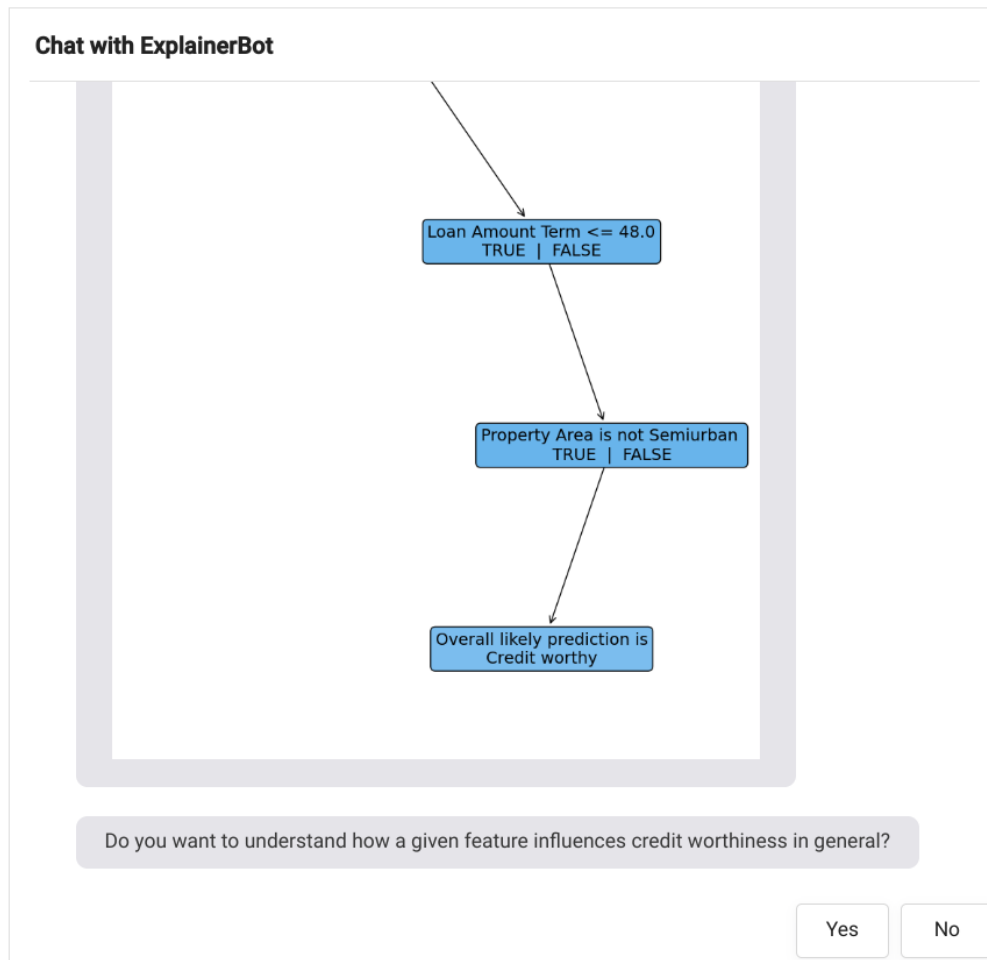 Chat with ExplainerBot
Loan Amount Term <= 48.0
TRUE | FALSE
Property Area is not Semiurban
TRUE | FALSE
Overall likely prediction is
Credit worthy
Do you want to understand how a given feature influences credit worthiness in general?
Yes
No